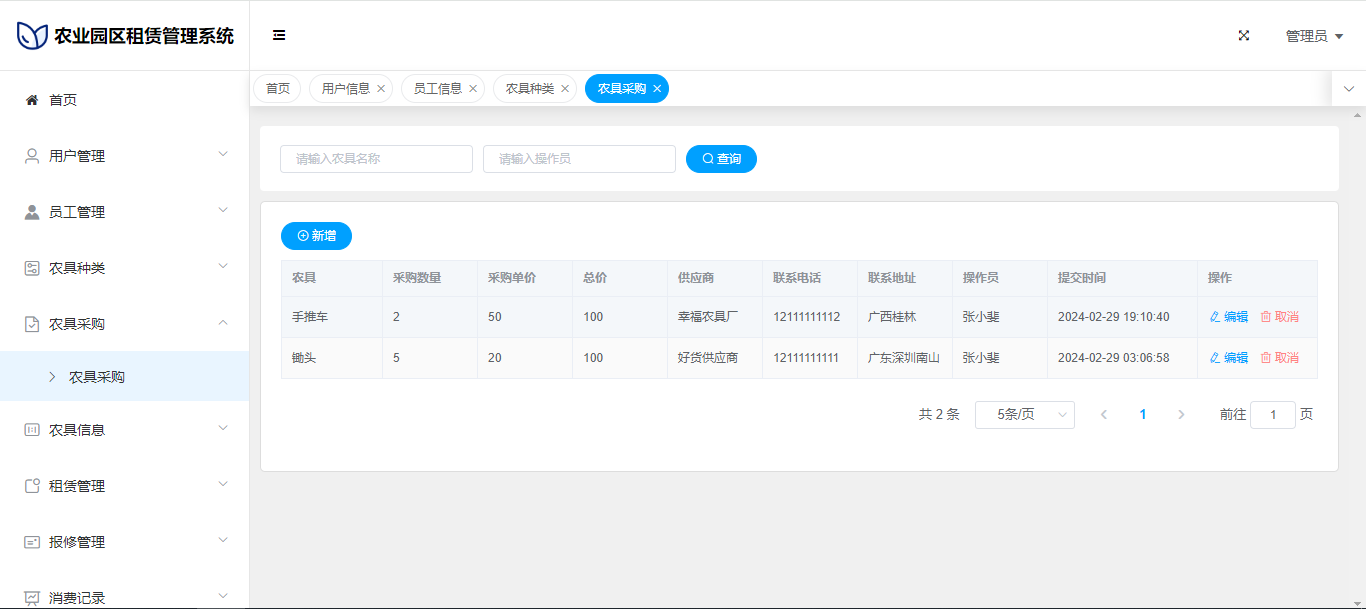 农业园区租赁管理系统
管理员
首页
用户管理
员工管理
农具种类
农具采购
农具采购
农具信息
租赁管理
报修管理
消费记录
首页 用户信息 员工信息 农具种类 农具采购
请输入农具名称 请输入操作员 查询
新增
农具 采购数量 采购单价 总价 供应商 联系电话 联系地址 操作员 提交时间 操作
手推车 2 50 100 幸福农具厂 12111111112 广西桂林 张小斐 2024-02-29 19:10:40 编辑 取消
锄头 5 20 100 好货供应商 12111111111 广东深圳南山 张小斐 2024-02-29 03:06:58 编辑 取消
共 2 条 5条/页 1 前往 1 页